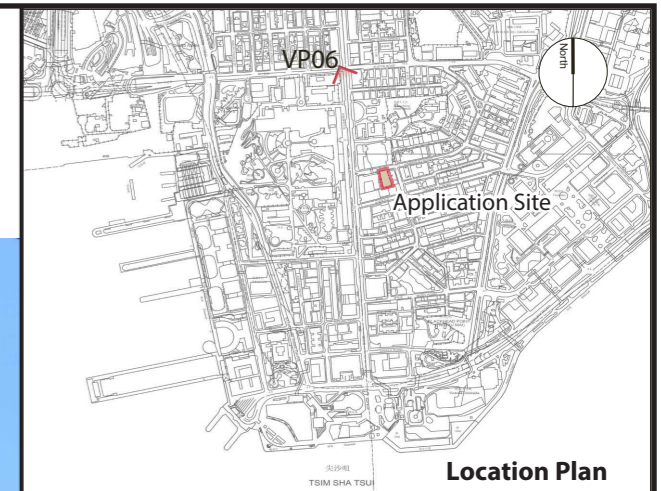 VP06
North
Application Site
尖沙咀
TSIM SHA TSUI
Location Plan